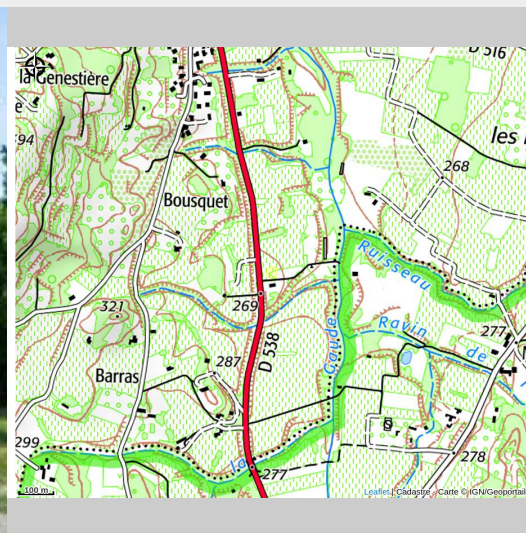 D 516
la Genestière
594
les
268
Bousquet
Ruisseau
321
269
Ravin de
277
Gaude
D 538
287
Barras
299
la
277
278
100 m
Leaflet | Cadastre - Carte © IGN/Geoportail